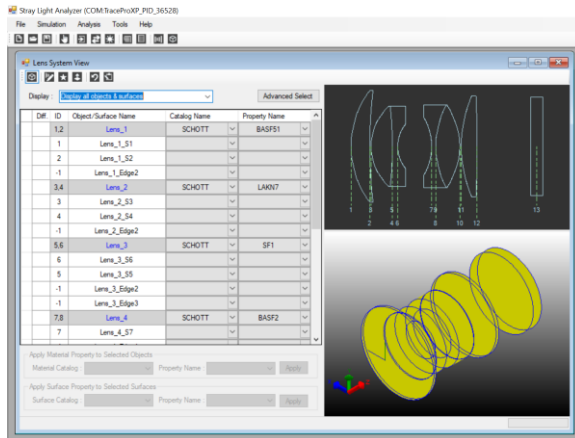 Stray Light Analyzer (COM:TraceProXP_PID_36528)
File Simulation Analysis Tools Help
Lens System View
Display : Display all objects & surfaces Advanced Select
Diff. ID Object/Surface Name Catalog Name Property Name
1,2 Lens_1 SCHOTT BASF51
1 Lens_1_S1
2 Lens_1_S2
-1 Lens_1_Edge2
3,4 Lens_2 SCHOTT LAKN7
3 Lens_2_S3
4 Lens_2_S4
-1 Lens_2_Edge2
5,6 Lens_3 SCHOTT SF1
6 Lens_3_S6
5 Lens_3_S5
-1 Lens_3_Edge2
-1 Lens_3_Edge3
7,8 Lens_4 SCHOTT BASF2
7 Lens_4_S7
Apply Material Property to Selected Objects
Material Catalog : Property Name Apply
Apply Surface Property to Selected Surfaces
Surface Catalog : Property Name Apply
1 3 5 7 9 11 13
2 4 6 8 10 12